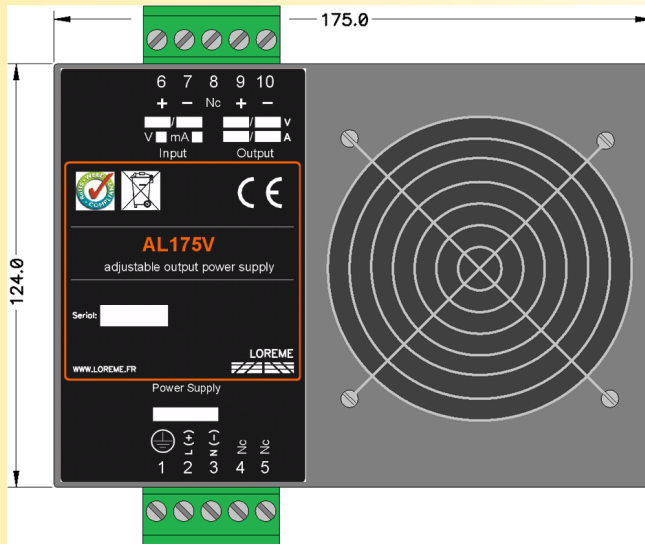 175.0
124.0
6 7 8 9 10
+ − Nc + −
/ / V
V mA / A
Input Output
CE
AL175V
adjustable output power supply
Serial:
LOREME
WWW.LOREME.FR
Power Supply
L (+) N (−) Nc Nc
1 2 3 4 5